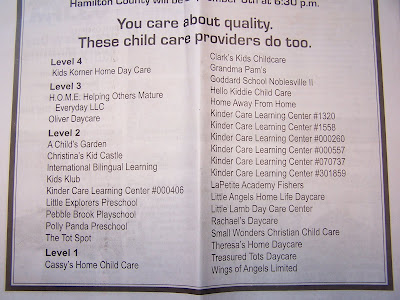 Hamilton County will be
6:30 p.m.
You care about quality.
These child care providers do too.
Level 4
Kids Korner Home Day Care
Level 3
H.O.M.E. Helping Others Mature
Everyday LLC
Oliver Daycare
Level 2
A Child's Garden
Christina's Kid Castle
International Bilingual Learning
Kids Klub
Kinder Care Learning Center #000406
Little Explorers Preschool
Pebble Brook Playschool
Polly Panda Preschool
The Tot Spot
Level 1
Cassy's Home Child Care
Clark's Kids Childcare
Grandma Pam's
Goddard School Noblesville II
Hello Kiddie Child Care
Home Away From Home
Kinder Care Learning Center #1320
Kinder Care Learning Center #1558
Kinder Care Learning Center #000260
Kinder Care Learning Center #000557
Kinder Care Learning Center #070737
Kinder Care Learning Center #301859
LaPetite Academy Fishers
Little Angels Home Life Daycare
Little Lamb Day Care Center
Rachael's Daycare
Small Wonders Christian Child Care
Theresa's Home Daycare
Treasured Tots Daycare
Wings of Angels Limited